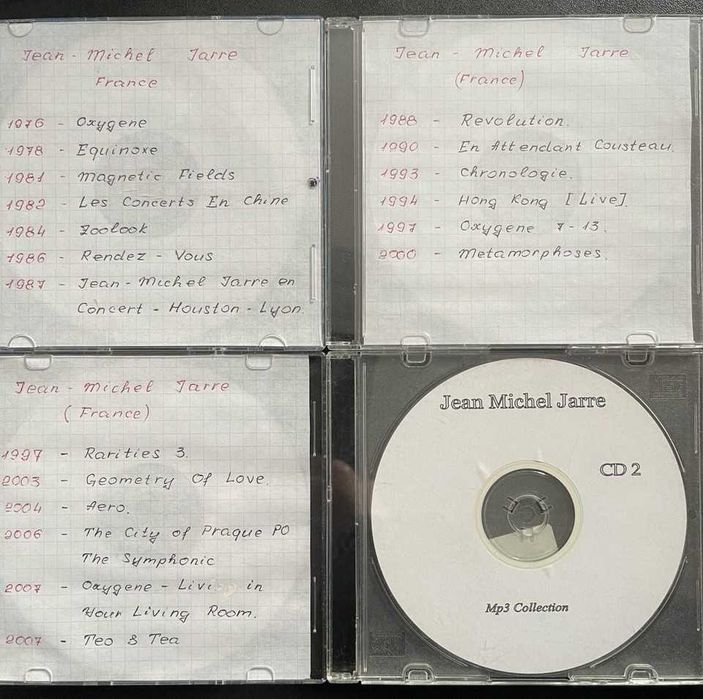 Jean - Michel Jarre
France
1976 - Oxygene
1978 - Equinoxe
1981 - Magnetic Fields
1982 - Les Concerts En Chine
1984 - Zoolook
1986 - Rendez - Vous
1987 - Jean - Michel Jarre en
Concert - Houston - Lyon.
Jean - Michel Jarre
(France)
1988 - Revolution.
1990 - En Attendant Cousteau.
1993 - Chronologie.
1994 - Hong Kong [Live]
1997 - Oxygene 7-13.
2000 - Metamorphoses.
Jean - Michel Jarre
(France)
1997 - Rarities 3.
2003 - Geometry Of Love.
2004 - Aero.
2006 - The City of Praque PO
The Symphonic
2007 - Oxygene - Live in
Your Living Room.
2007 - Teo & Tea
Jean Michel Jarre
CD 2
Mp3 Collection